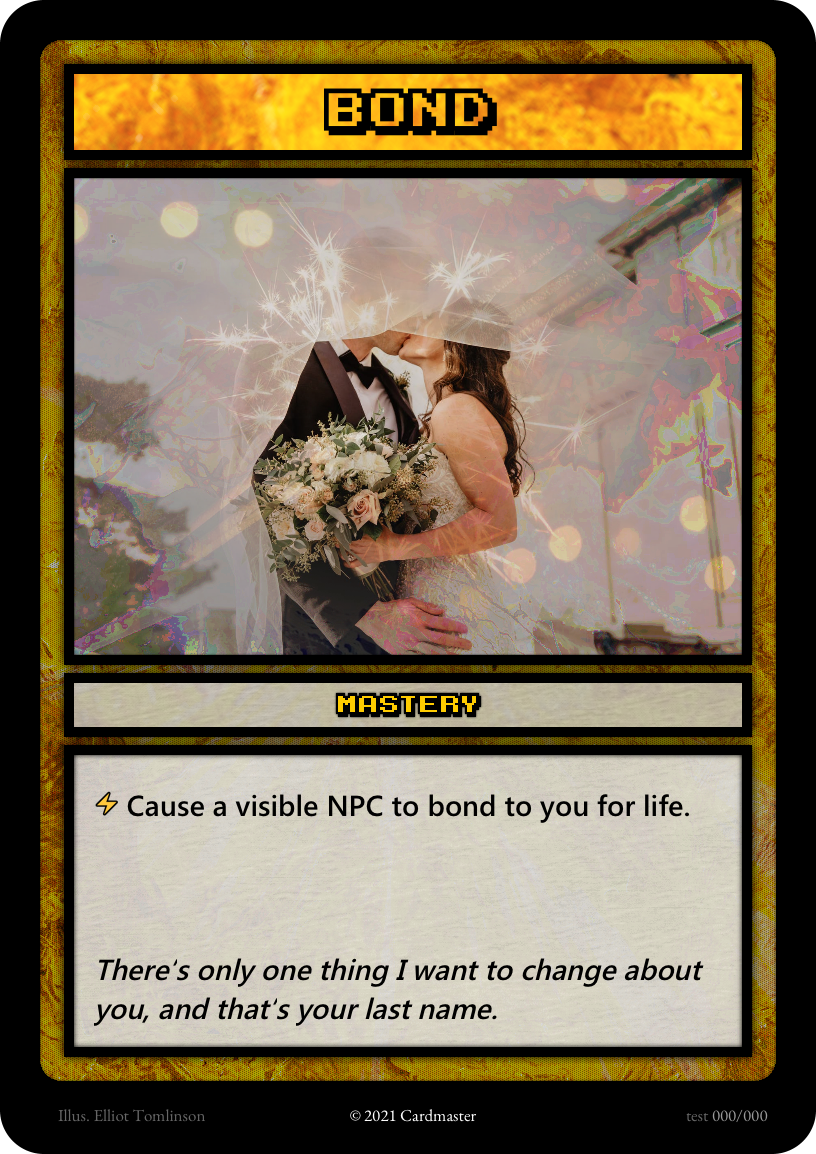 BOND
MASTERY
⚡ Cause a visible NPC to bond to you for life.
There's only one thing I want to change about
you, and that's your last name.
Illus. Elliot Tomlinson
© 2021 Cardmaster
test 000/000